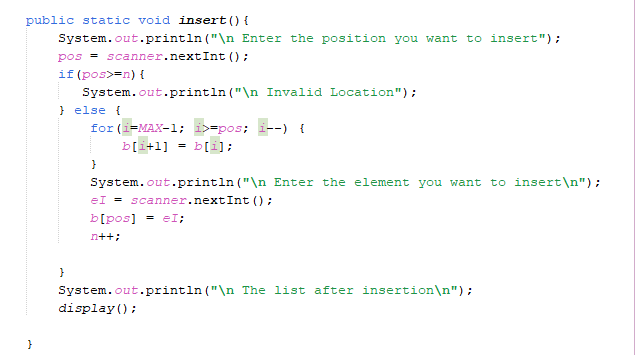 public static void insert(){
System.out.println("\n Enter the position you want to insert");
pos = scanner.nextInt();
if(pos>=n){
System.out.println("\n Invalid Location");
} else {
for(i=MAX-1; i>=pos; i--) {
b[i+1] = b[i];
}
System.out.println("\n Enter the element you want to insert\n");
eI = scanner.nextInt();
b[pos] = eI;
n++;
}
System.out.println("\n The list after insertion\n");
display();
}